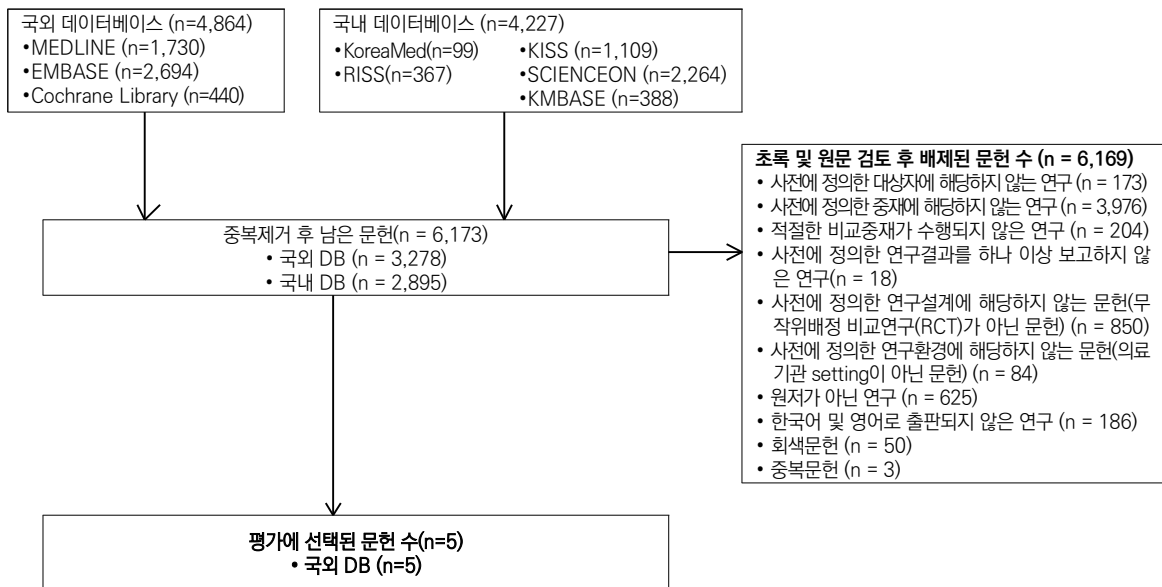 국외 데이터베이스 (n=4,864)
•MEDLINE (n=1,730)
•EMBASE (n=2,694)
•Cochrane Library (n=440)
국내 데이터베이스 (n=4,227)
•KoreaMed(n=99) •KISS (n=1,109)
•RISS(n=367) •SCIENCEON (n=2,264)
•KMBASE (n=388)
중복제거 후 남은 문헌(n = 6,173)
• 국외 DB (n = 3,278)
• 국내 DB (n = 2,895)
초록 및 원문 검토 후 배제된 문헌 수 (n = 6,169)
• 사전에 정의한 대상자에 해당하지 않는 연구 (n = 173)
• 사전에 정의한 중재에 해당하지 않는 연구 (n = 3,976)
• 적절한 비교중재가 수행되지 않은 연구 (n = 204)
• 사전에 정의한 연구결과를 하나 이상 보고하지 않
은 연구(n = 18)
• 사전에 정의한 연구설계에 해당하지 않는 문헌(무
작위배정 비교연구(RCT)가 아닌 문헌) (n = 850)
• 사전에 정의한 연구환경에 해당하지 않는 문헌(의료
기관 setting이 아닌 문헌) (n = 84)
• 원저가 아닌 연구 (n = 625)
• 한국어 및 영어로 출판되지 않은 연구 (n = 186)
• 회색문헌 (n = 50)
• 중복문헌 (n = 3)
평가에 선택된 문헌 수(n=5)
• 국외 DB (n=5)